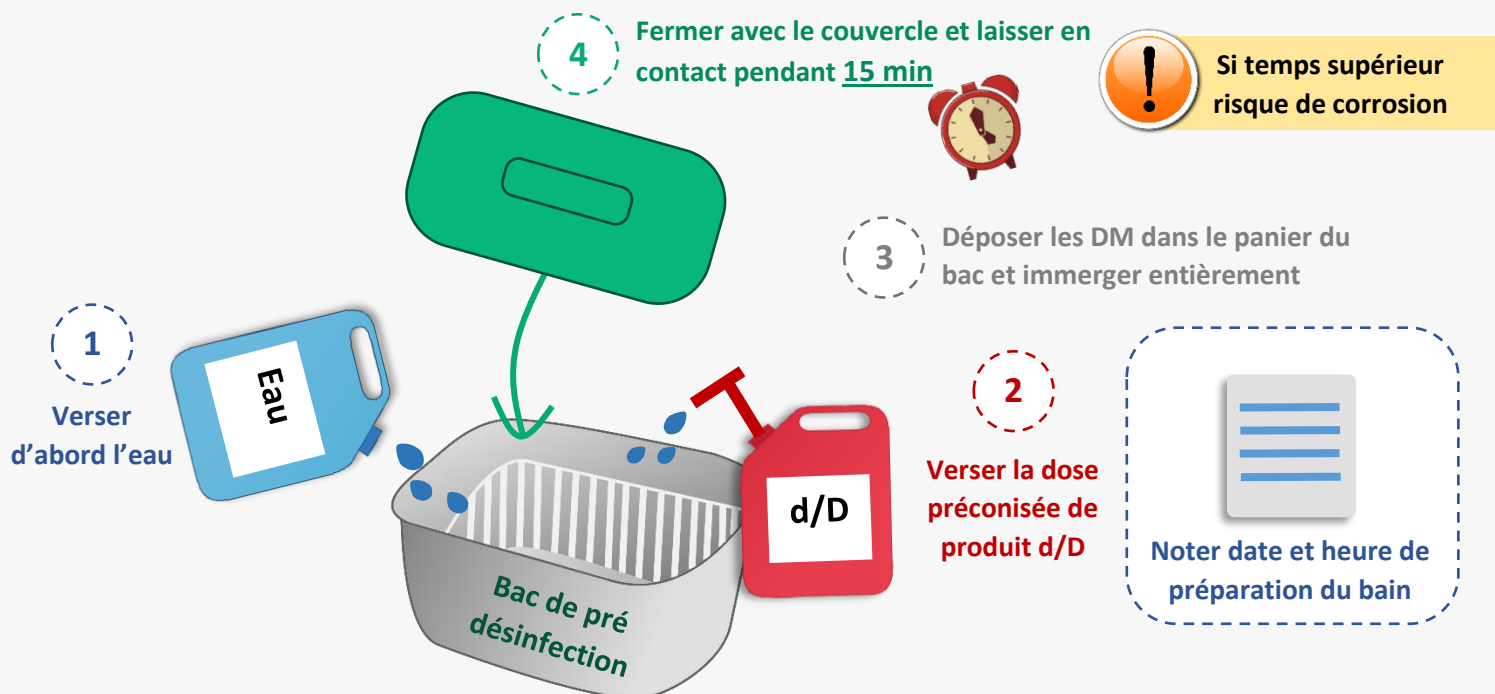 4
Fermer avec le couvercle et laisser en
contact pendant 15 min
!
Si temps supérieur
risque de corrosion
3
Déposer les DM dans le panier du
bac et immerger entièrement
1
Verser
d’abord l’eau
Eau
2
Verser la dose
préconisée de
produit d/D
d/D
Noter date et heure de
préparation du bain
Bac de pré
désinfection